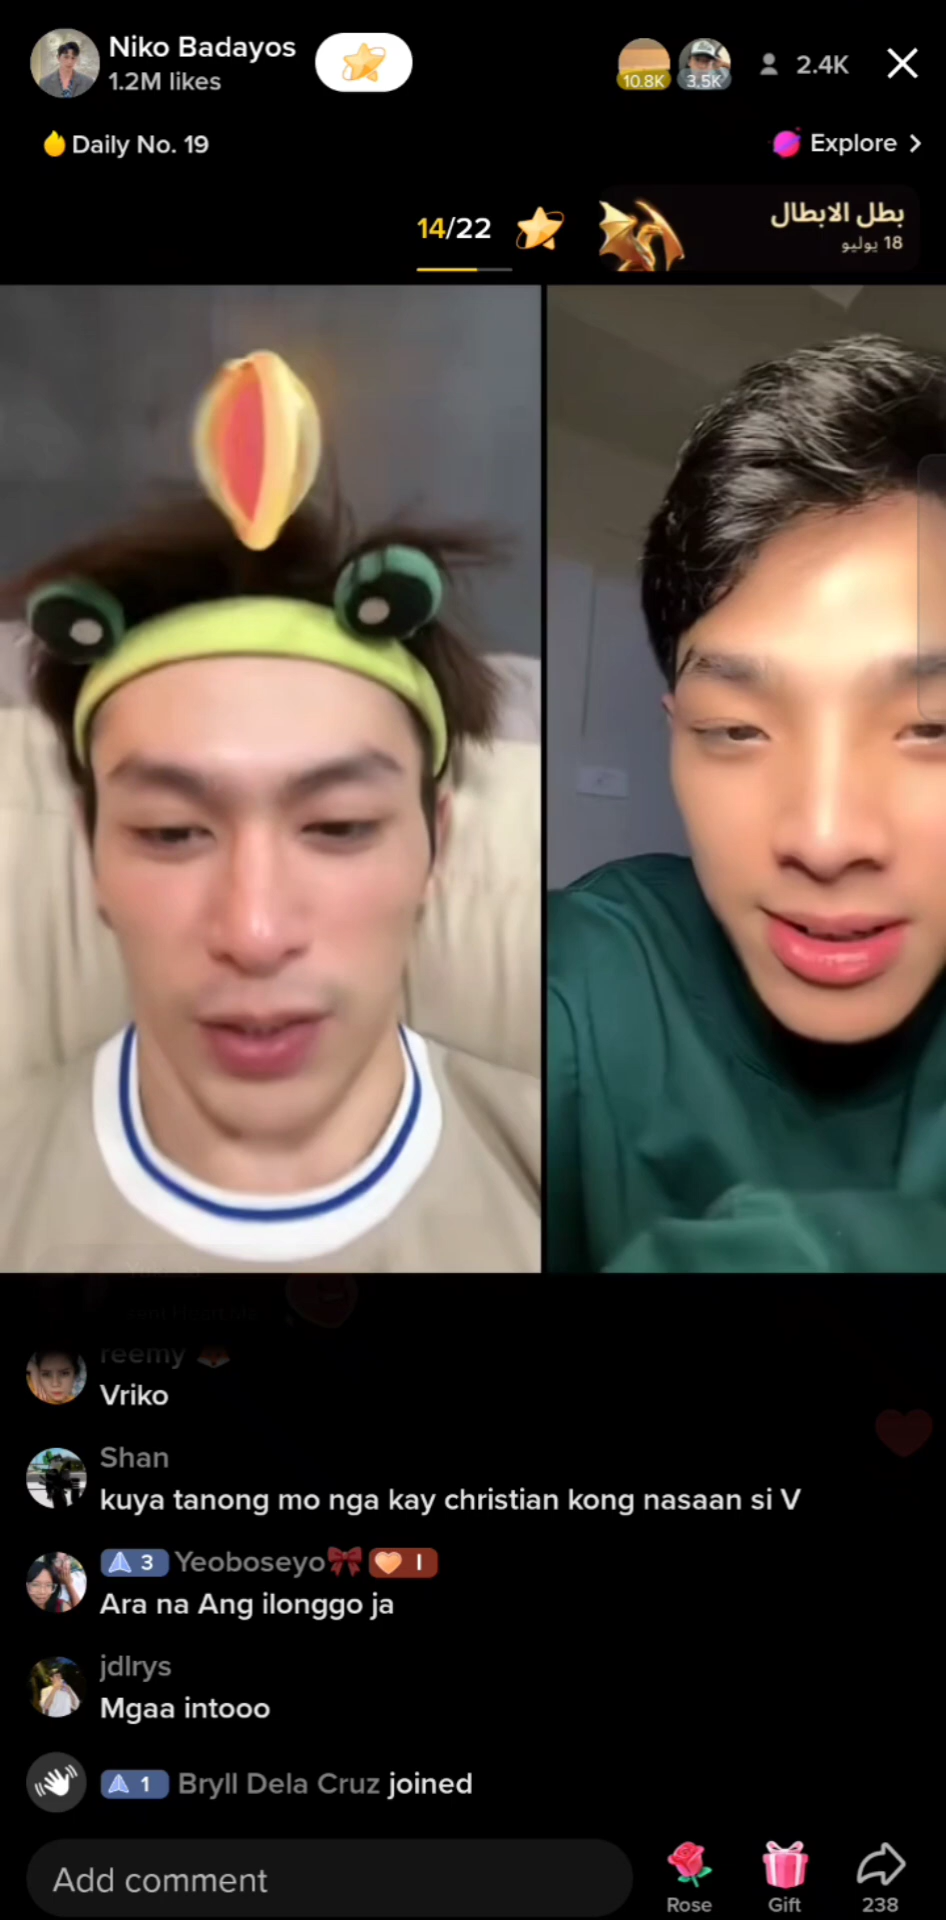 Niko Badayos
1.2M likes
10.8K
3.5K
2.4K
Daily No. 19
Explore
14/22
بطل الابطال
18 يوليو
reemy
Vriko
Shan
kuya tanong mo nga kay christian kong nasaan si V
3 Yeoboseyo I
Ara na Ang ilonggo ja
jdlrys
Mgaa intooo
1 Bryll Dela Cruz joined
Add comment
Rose
Gift
238